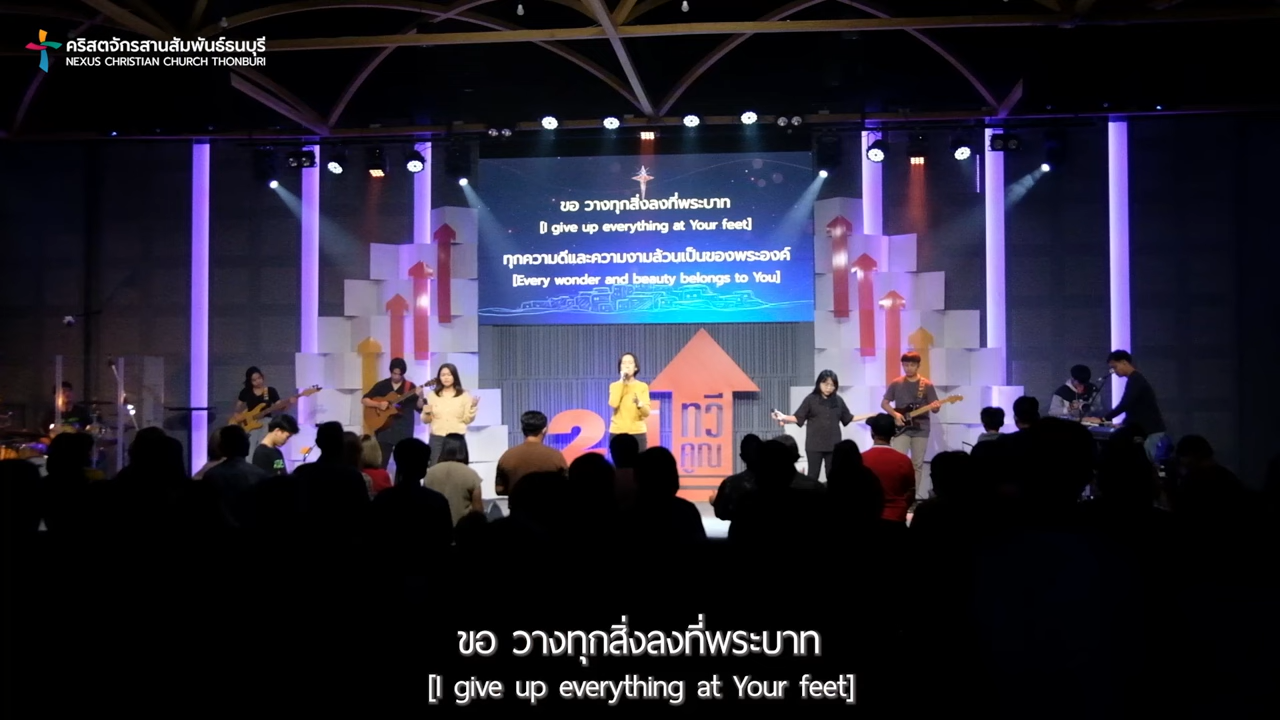 คริสตจักรสานสัมพันธ์ธนบุรี
NEXUS CHRISTIAN CHURCH THONBURI
ขอ วางทุกสิ่งลงที่พระบาท
[I give up everything at Your feet]
ทุกความดีและความงามล้วนเป็นของพระองค์
[Every wonder and beauty belongs to You]
2
ทวี
คูณ
ขอ วางทุกสิ่งลงที่พระบาท
[I give up everything at Your feet]